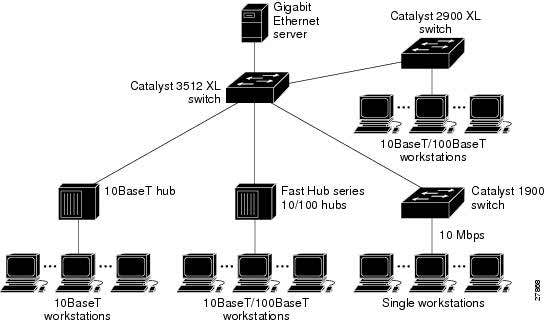 Gigabit
Ethernet
server
Catalyst 2900 XL
switch
Catalyst 3512 XL
switch
10BaseT/100BaseT
workstations
10BaseT hub
Fast Hub series
10/100 hubs
Catalyst 1900
switch
10 Mbps
10BaseT
workstations
10BaseT/100BaseT
workstations
Single workstations
27868